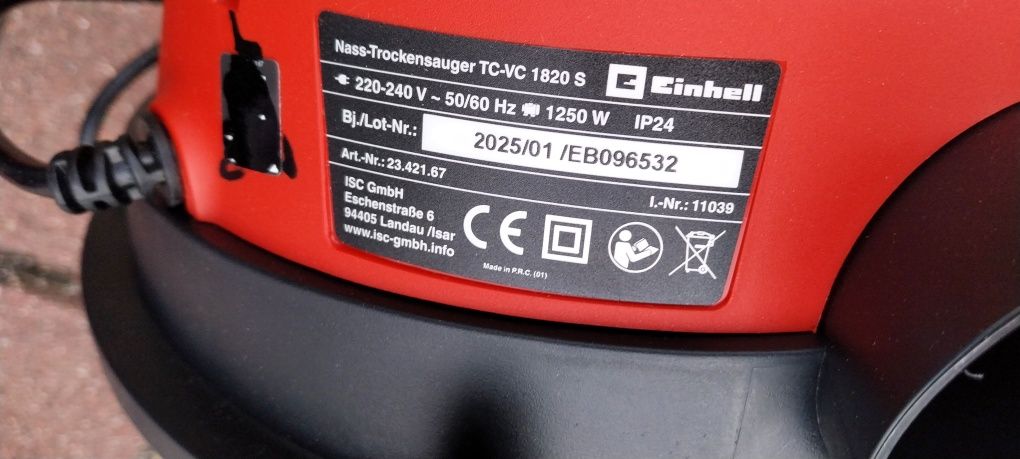 Nass-Trockensauger TC-VC 1820 S
Einhell
220-240 V ~ 50/60 Hz 1250 W IP24
Bj./Lot-Nr.: 2025/01 /EB096532
Art.-Nr.: 23.421.67
I.-Nr.: 11039
ISC GmbH
Eschenstraße 6
94405 Landau /Isar
www.isc-gmbh.info
CE
Made in P.R.C. (01)